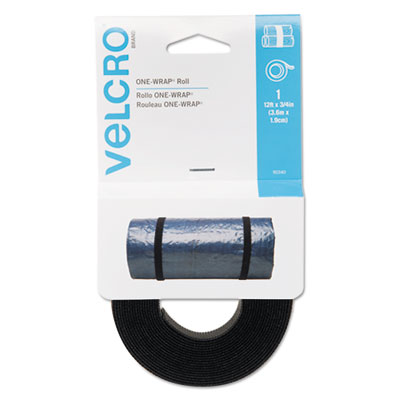 VELCRO
BRAND
ONE-WRAP® Roll
Rollo ONE-WRAP®
Rouleau ONE-WRAP®
1
12ft x 3/4in
(3.6m x
1.9cm)